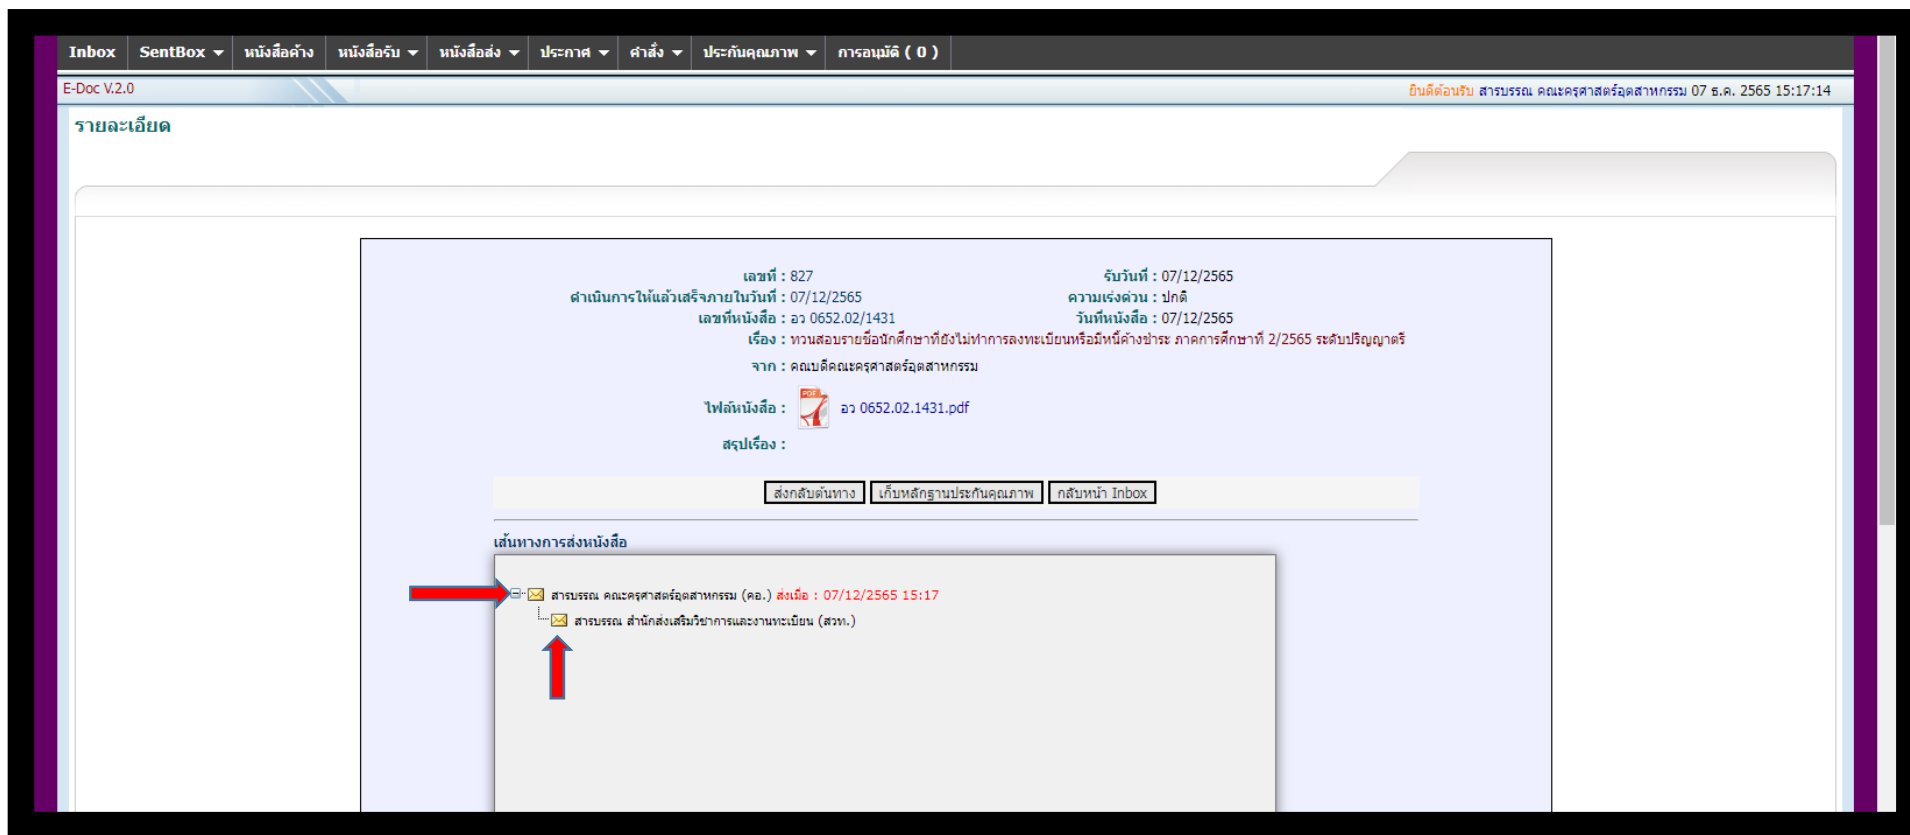 Inbox SentBox หนังสือค้าง หนังสือรับ หนังสือส่ง ประกาศ คำสั่ง ประกันคุณภาพ การอนุมัติ ( 0 )
E-Doc V.2.0 ยินดีต้อนรับ สารบรรณ คณะครุศาสตร์อุตสาหกรรม 07 ธ.ค. 2565 15:17:14
รายละเอียด
เลขที่ : 827 รับวันที่ : 07/12/2565
ดำเนินการให้แล้วเสร็จภายในวันที่ : 07/12/2565 ความเร่งด่วน : ปกติ
เลขที่หนังสือ : อว 0652.02/1431 วันที่หนังสือ : 07/12/2565
เรื่อง : ทวนสอบรายชื่อนักศึกษาที่ยังไม่ทำการลงทะเบียนหรือมีหนี้ค้างชำระ ภาคการศึกษาที่ 2/2565 ระดับปริญญาตรี
จาก : คณบดีคณะครุศาสตร์อุตสาหกรรม
ไฟล์หนังสือ : PDF อว 0652.02.1431.pdf
สรุปเรื่อง :
ส่งกลับต้นทาง เก็บหลักฐานประกันคุณภาพ กลับหน้า Inbox
เส้นทางการส่งหนังสือ
สารบรรณ คณะครุศาสตร์อุตสาหกรรม (คอ.) ส่งเมื่อ : 07/12/2565 15:17
สารบรรณ สำนักส่งเสริมวิชาการและงานทะเบียน (สวท.)